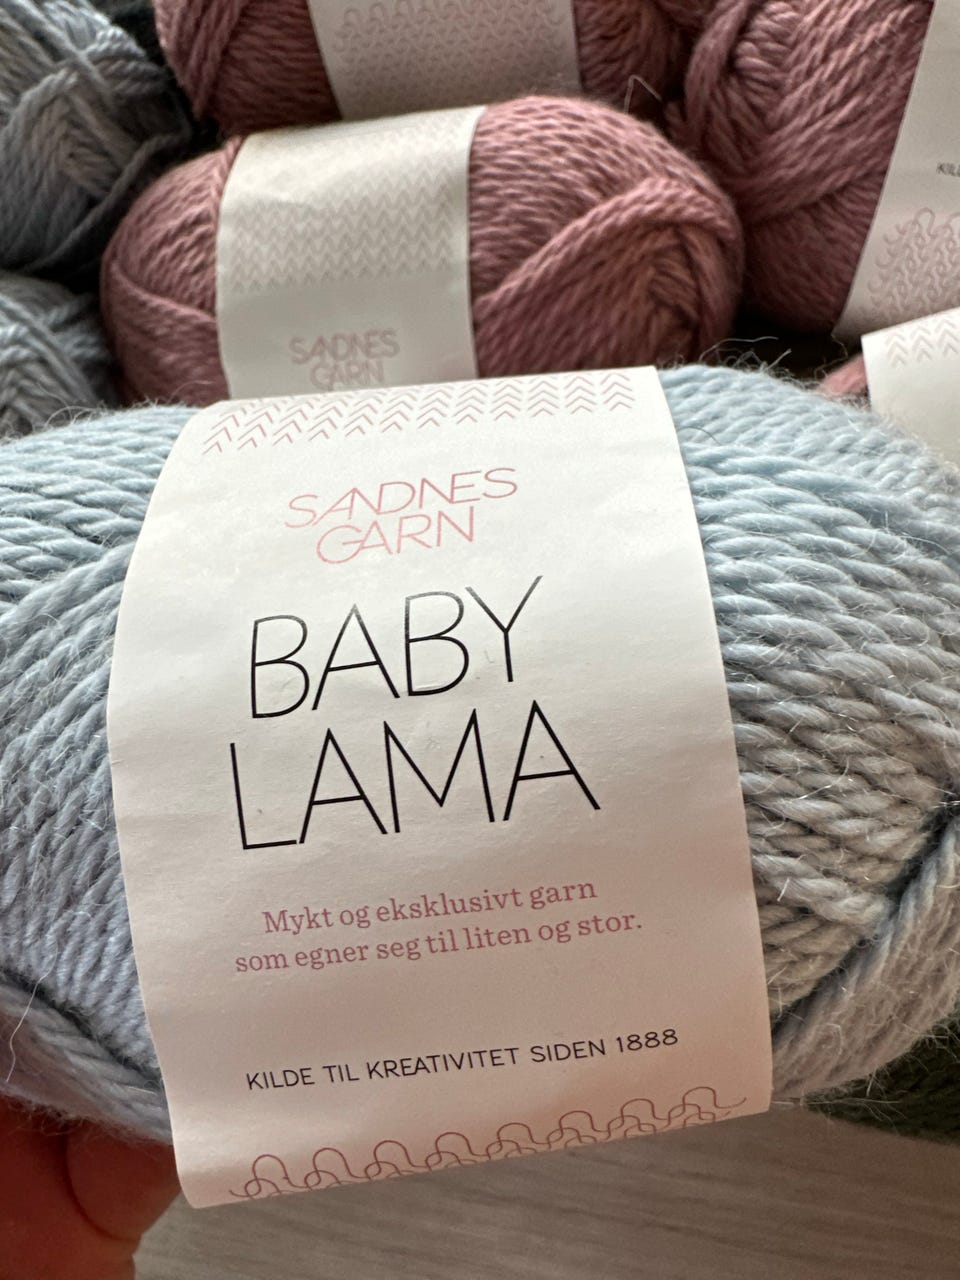 KIL
SANDNES
GARN
SANDNES
GARN
BABY
LAMA
Mykt og eksklusivt garn
som egner seg til liten og stor.
KILDE TIL KREATIVITET SIDEN 1888